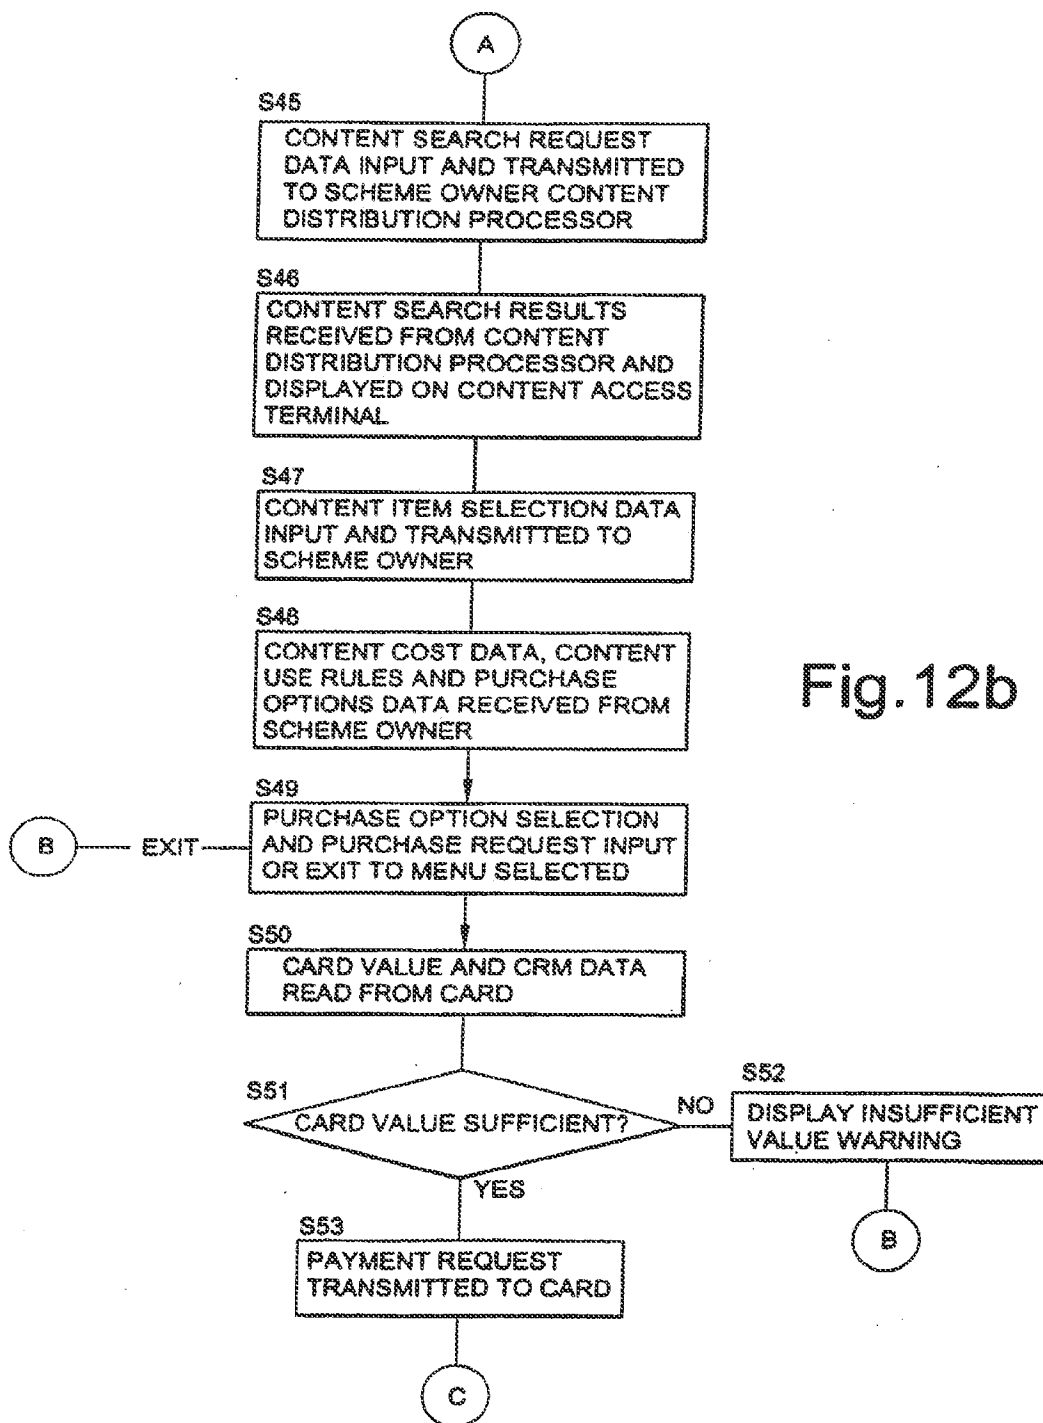 A
S45
CONTENT SEARCH REQUEST
DATA INPUT AND TRANSMITTED
TO SCHEME OWNER CONTENT
DISTRIBUTION PROCESSOR
S46
CONTENT SEARCH RESULTS
RECEIVED FROM CONTENT
DISTRIBUTION PROCESSOR AND
DISPLAYED ON CONTENT ACCESS
TERMINAL
S47
CONTENT ITEM SELECTION DATA
INPUT AND TRANSMITTED TO
SCHEME OWNER
S48
CONTENT COST DATA, CONTENT
USE RULES AND PURCHASE
OPTIONS DATA RECEIVED FROM
SCHEME OWNER
Fig.12b
S49
PURCHASE OPTION SELECTION
AND PURCHASE REQUEST INPUT
OR EXIT TO MENU SELECTED
B
EXIT
S50
CARD VALUE AND CRM DATA
READ FROM CARD
S51
CARD VALUE SUFFICIENT?
NO
S52
DISPLAY INSUFFICIENT
VALUE WARNING
B
YES
S53
PAYMENT REQUEST
TRANSMITTED TO CARD
C